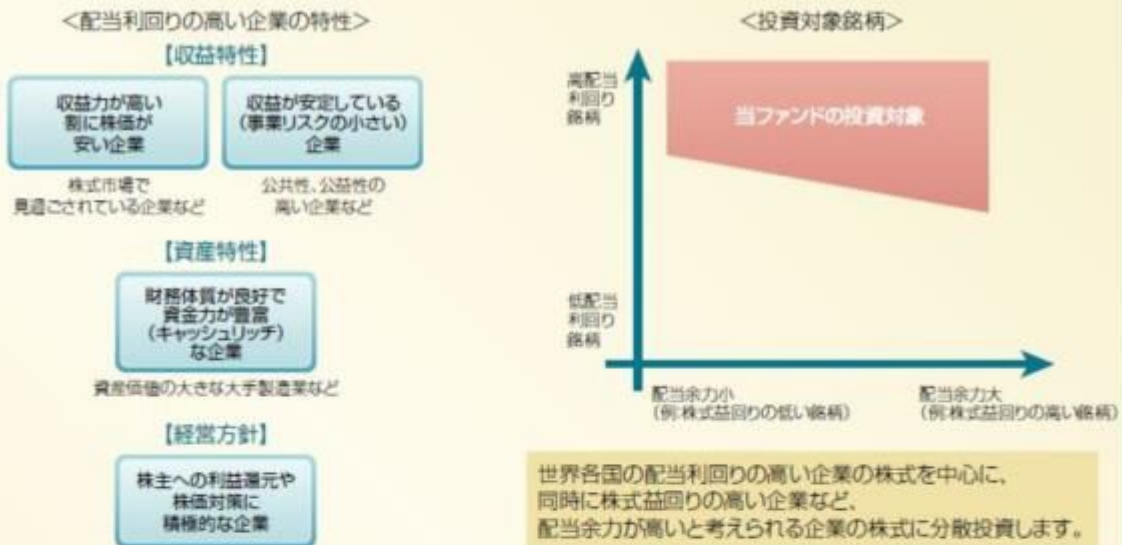 ＜配当利回りの高い企業の特性＞
【収益特性】
収益力が高い
割に株価が
安い企業
株式市場で
見過ごされている企業など
収益が安定している
（事業リスクの小さい）
企業
公共性、公益性の
高い企業など
【資産特性】
財務体質が良好で
資金力が豊富
（キャッシュリッチ）
な企業
資産価値の大きな大手製造業など
【経営方針】
株主への利益還元や
株価対策に
積極的な企業
＜投資対象銘柄＞
高配当
利回り
銘柄
当ファンドの投資対象
低配当
利回り
銘柄
配当余力小
（例:株式益回りの低い銘柄）
配当余力大
（例:株式益回りの高い銘柄）
世界各国の配当利回りの高い企業の株式を中心に、
同時に株式益回りの高い企業など、
配当余力が高いと考えられる企業の株式に分散投資します。